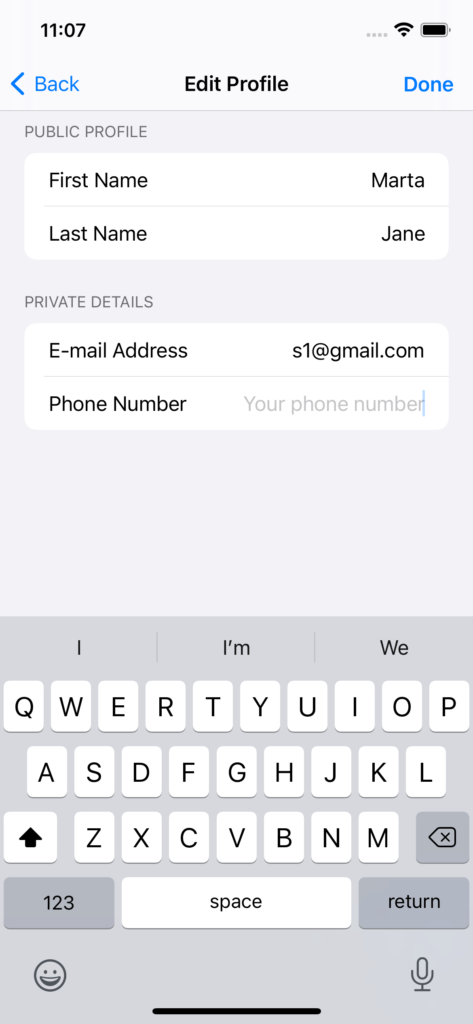 11:07
Back Edit Profile Done
PUBLIC PROFILE
First Name Marta
Last Name Jane
PRIVATE DETAILS
E-mail Address s1@gmail.com
Phone Number Your phone number
I I'm We
Q W E R T Y U I O P
A S D F G H J K L
Z X C V B N M
123 space return